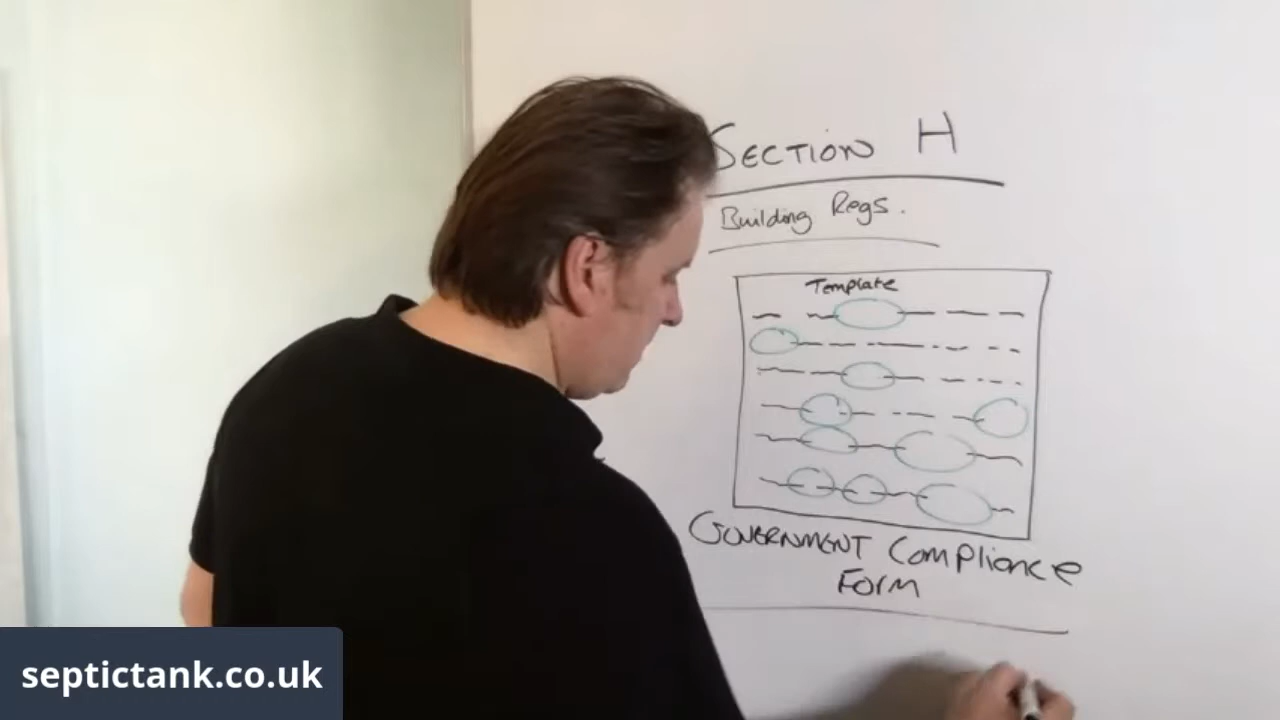 SECTION H
Building Regs.
Template
GOVERNMENT COMPLIANCE
FORM
septictank.co.uk